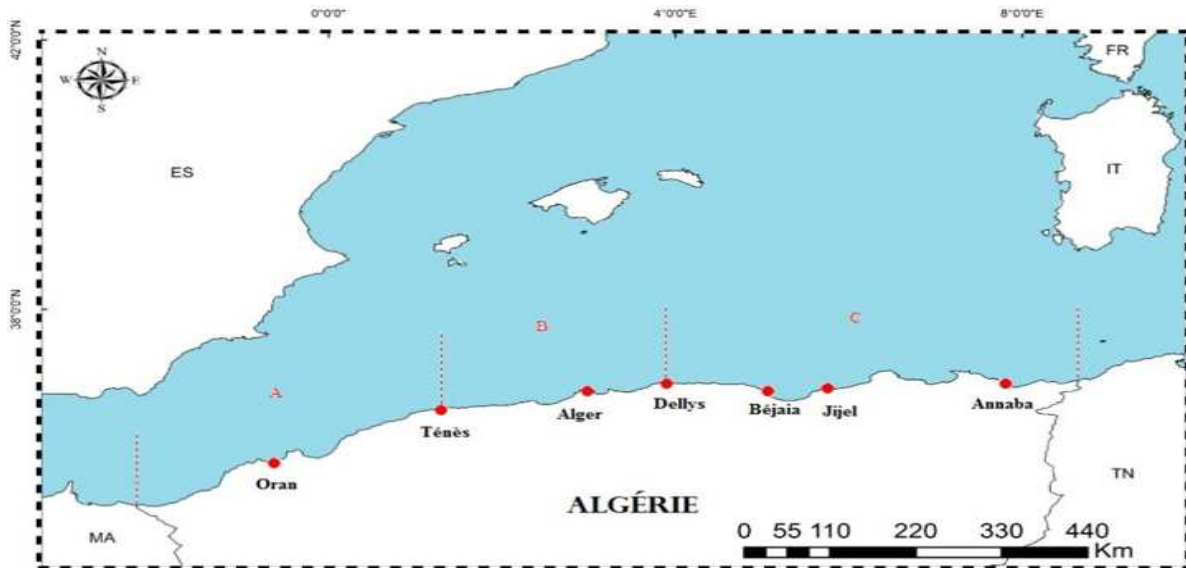 0°0'0" 4°0'0"E 8°0'0"E
42°0'0"N
N
W E
S
FR
ES
IT
38°0'0"N
B
C
A
Alger
Dellys
Béjaia
Jijel
Annaba
Ténès
Oran
TN
ALGÉRIE
MA
0 55 110 220 330 440
Km